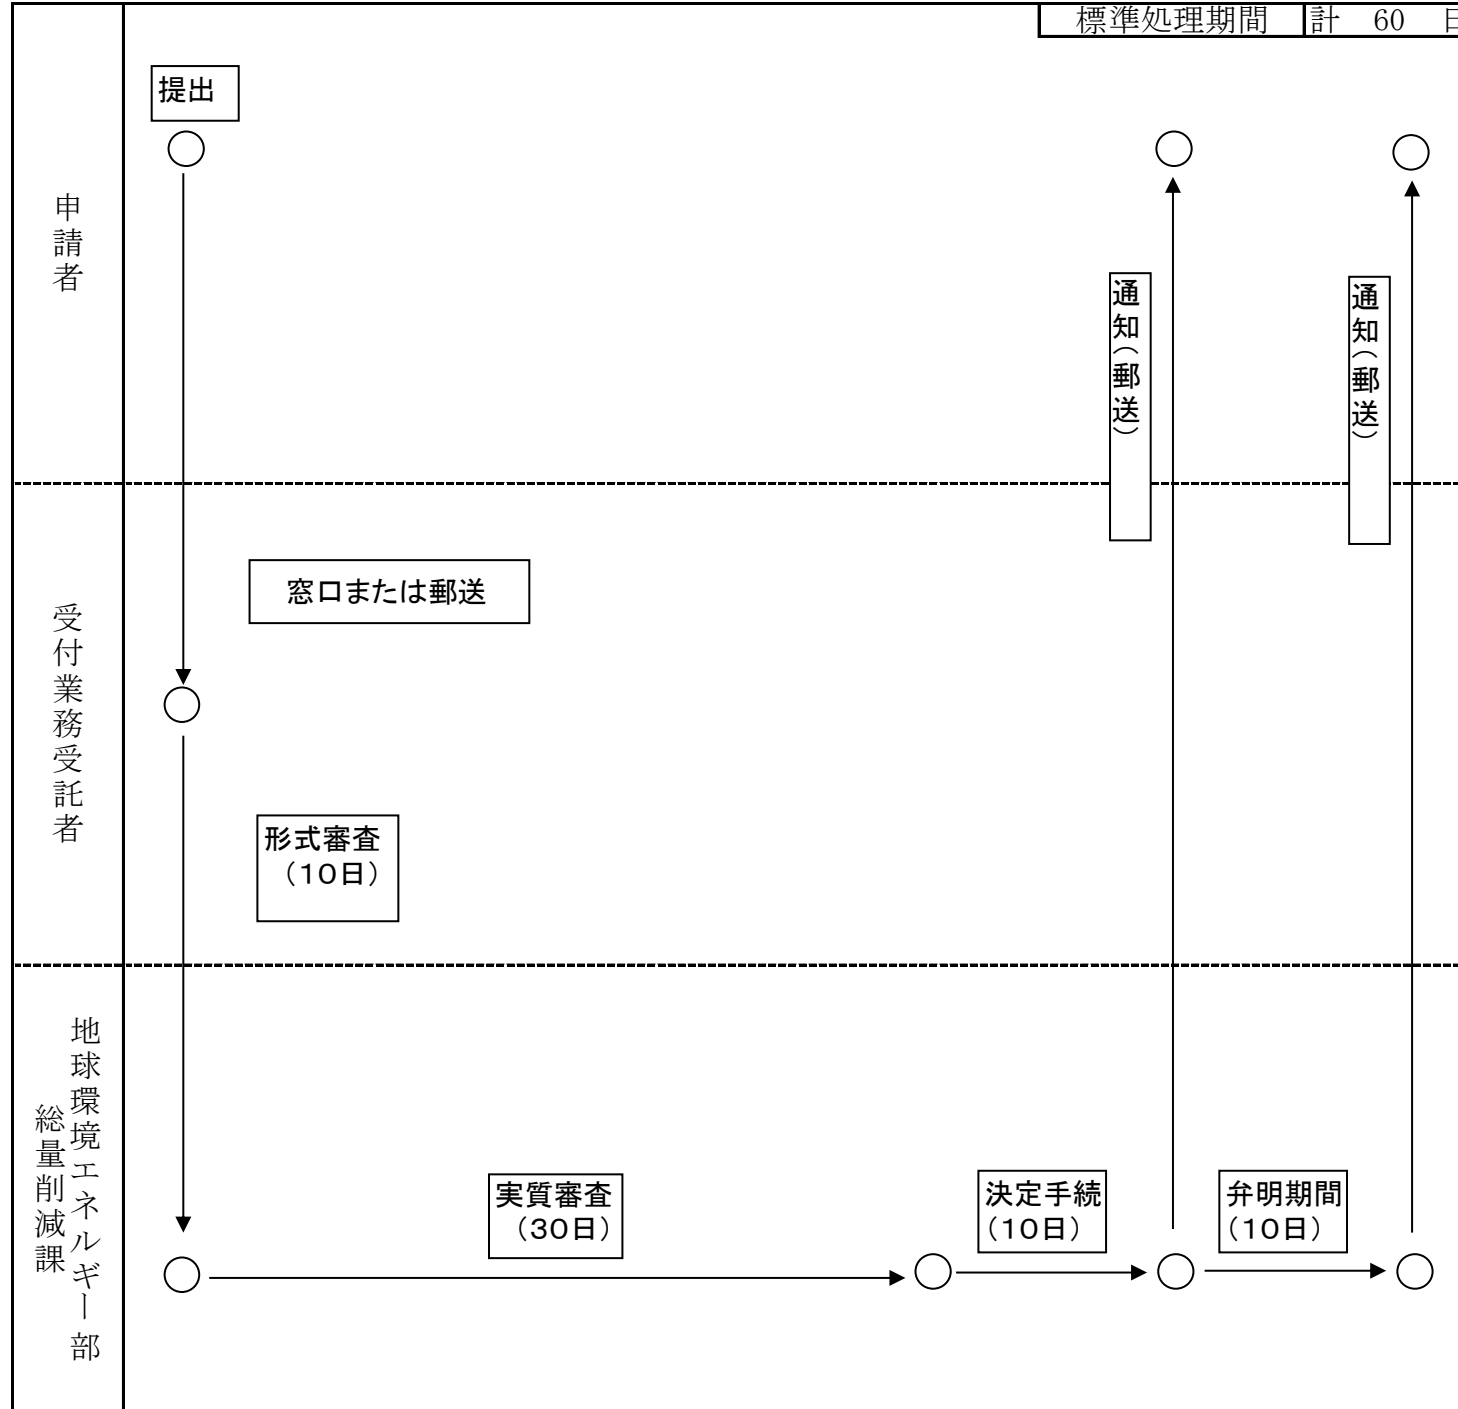 標準処理期間 計 60 日
提出
申請者
通知（郵送）
通知（郵送）
窓口または郵送
受付業務受託者
形式審査
（10日）
地球環境エネルギー部
総量削減課
実質審査
（30日）
決定手続
（10日）
弁明期間
（10日）